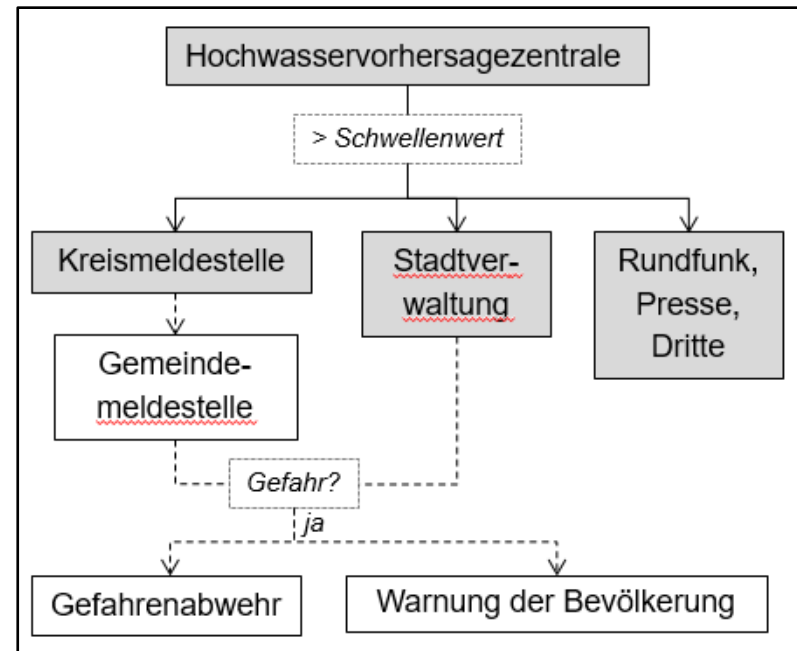 Hochwasservorhersagezentrale
> Schwellenwert
Kreismeldestelle
Stadtver-
waltung
Rundfunk,
Presse,
Dritte
Gemeinde-
meldestelle
Gefahr?
ja
Gefahrenabwehr
Warnung der Bevölkerung